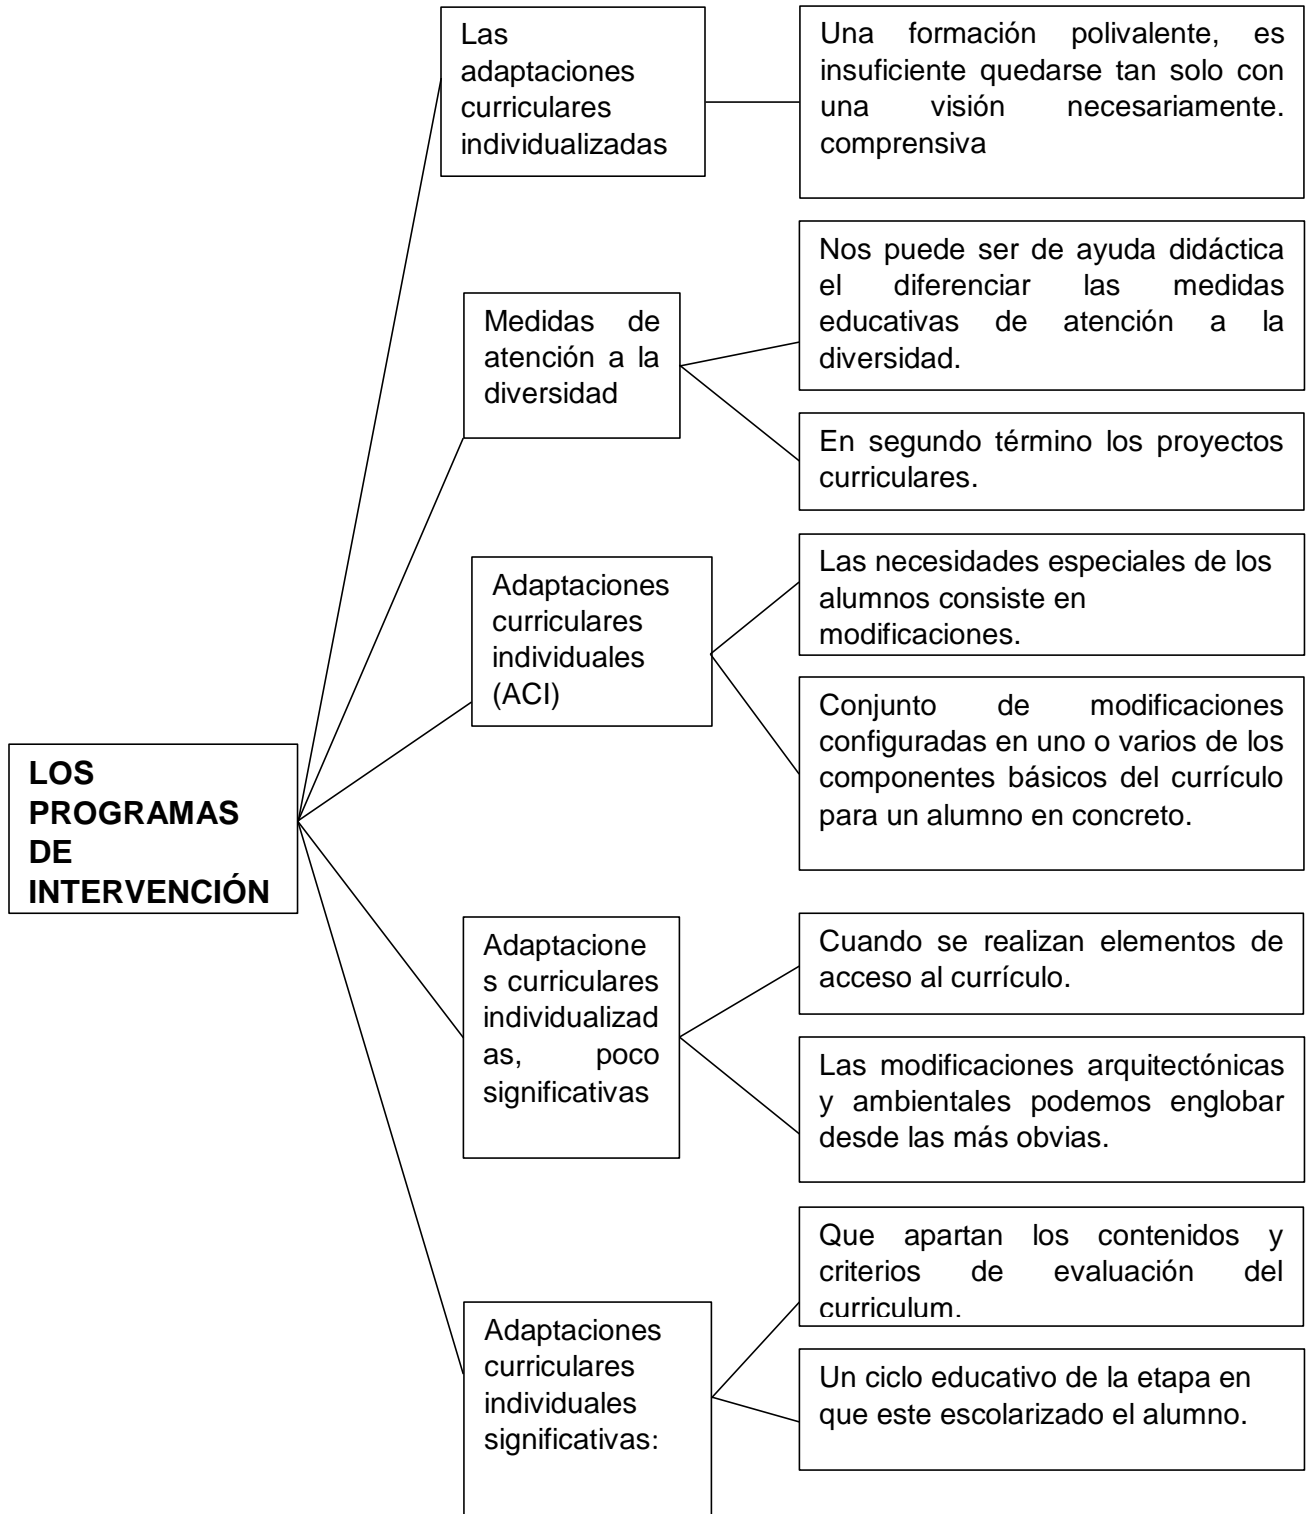 Las
adaptaciones
curriculares
individualizadas
Una formación polivalente, es
insuficiente quedarse tan solo con
una visión necesariamente.
comprensiva
Medidas de
atención a la
diversidad
Nos puede ser de ayuda didáctica
el diferenciar las medidas
educativas de atención a la
diversidad.
En segundo término los proyectos
curriculares.
Adaptaciones
curriculares
individuales
(ACI)
Las necesidades especiales de los
alumnos consiste en
modificaciones.
Conjunto de modificaciones
configuradas en uno o varios de los
componentes básicos del currículo
para un alumno en concreto.
LOS
PROGRAMAS
DE
INTERVENCIÓN
Adaptacione
s curriculares
individualizad
as, poco
significativas
Cuando se realizan elementos de
acceso al currículo.
Las modificaciones arquitectónicas
y ambientales podemos englobar
desde las más obvias.
Adaptaciones
curriculares
individuales
significativas:
Que apartan los contenidos y
criterios de evaluación del
curriculum.
Un ciclo educativo de la etapa en
que este escolarizado el alumno.